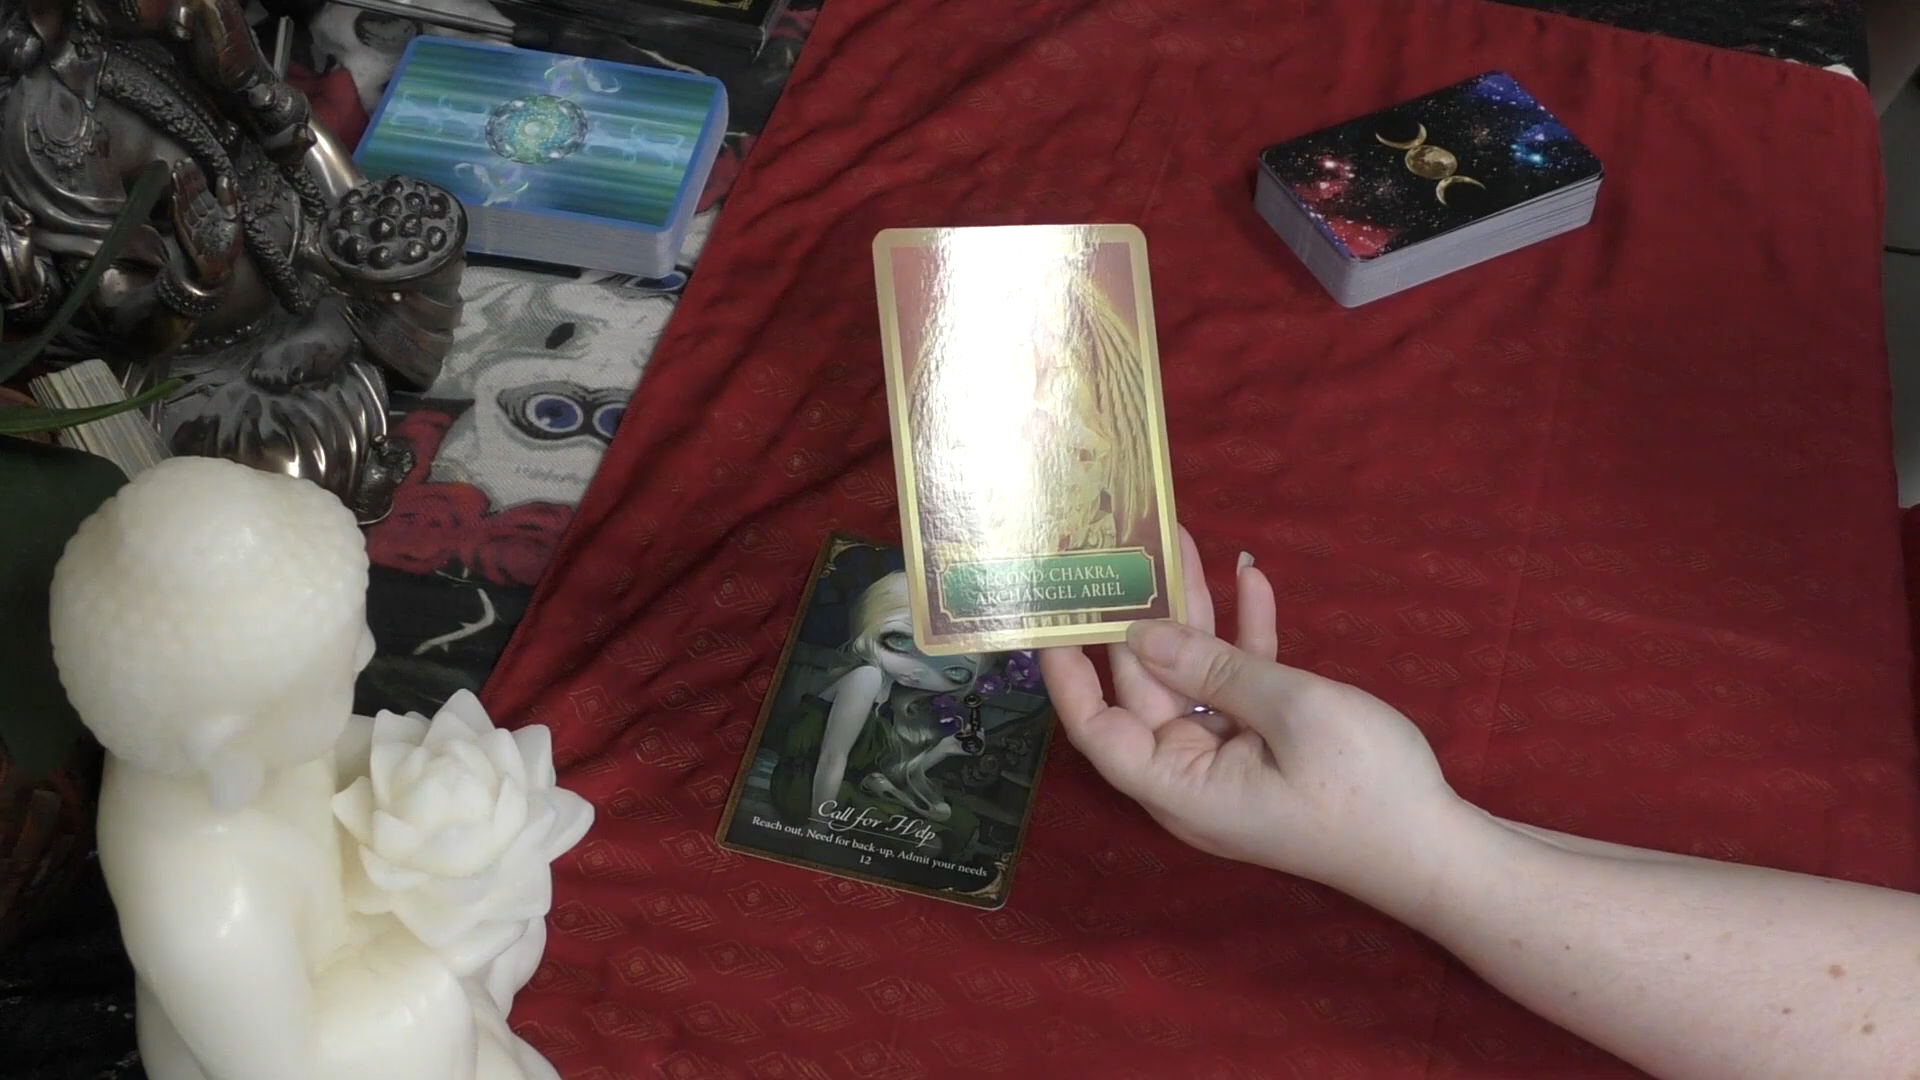 SECOND CHAKRA,
ARCHANGEL ARIEL
Call for Help
Reach out, Need for back-up, Admit your needs
12